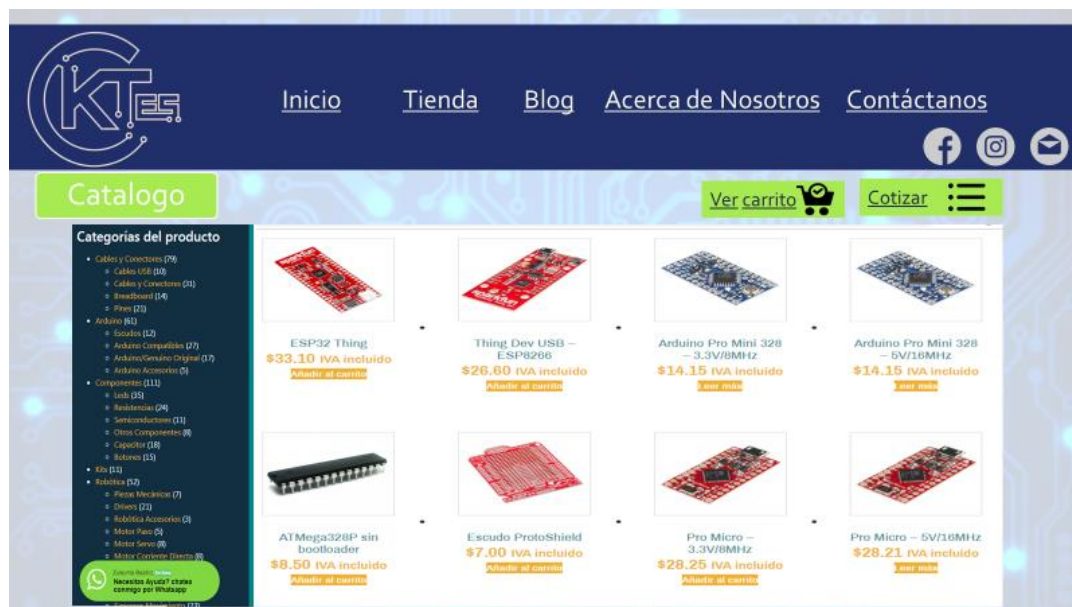 CKTES
Inicio Tienda Blog Acerca de Nosotros Contáctanos
Catalogo
Ver carrito
Cotizar
Categorías del producto
Cables y Conectores (79)
Cables USB (10)
Cables y Conectores (31)
Breadboard (14)
Pines (21)
Arduino (61)
Escudos (12)
Arduino Compatibles (27)
Arduino/Genuino Original (17)
Arduino Accesorios (5)
Componentes (111)
Leds (35)
Resistencias (24)
Semiconductores (11)
Otros Componentes (8)
Capacitor (18)
Botones (15)
Kits (11)
Robótica (52)
Piezas Mecánicas (7)
Drivers (21)
Robótica Accesorios (3)
Motor Paso (5)
Motor Servo (8)
Motor Corriente Directa (8)
Necesitas Ayuda? chatea
conmigo por Whatsapp
ESP32 Thing
$33.10 IVA incluido
Añadir al carrito
Thing Dev USB –
ESP8266
$26.60 IVA incluido
Añadir al carrito
Arduino Pro Mini 328
– 3.3V/8MHz
$14.15 IVA incluido
Leer más
Arduino Pro Mini 328
– 5V/16MHz
$14.15 IVA incluido
Leer más
ATMega328P sin
bootloader
$8.50 IVA incluido
Añadir al carrito
Escudo ProtoShield
$7.00 IVA incluido
Añadir al carrito
Pro Micro –
3.3V/8MHz
$28.25 IVA incluido
Añadir al carrito
Pro Micro – 5V/16MHz
$28.21 IVA incluido
Leer más